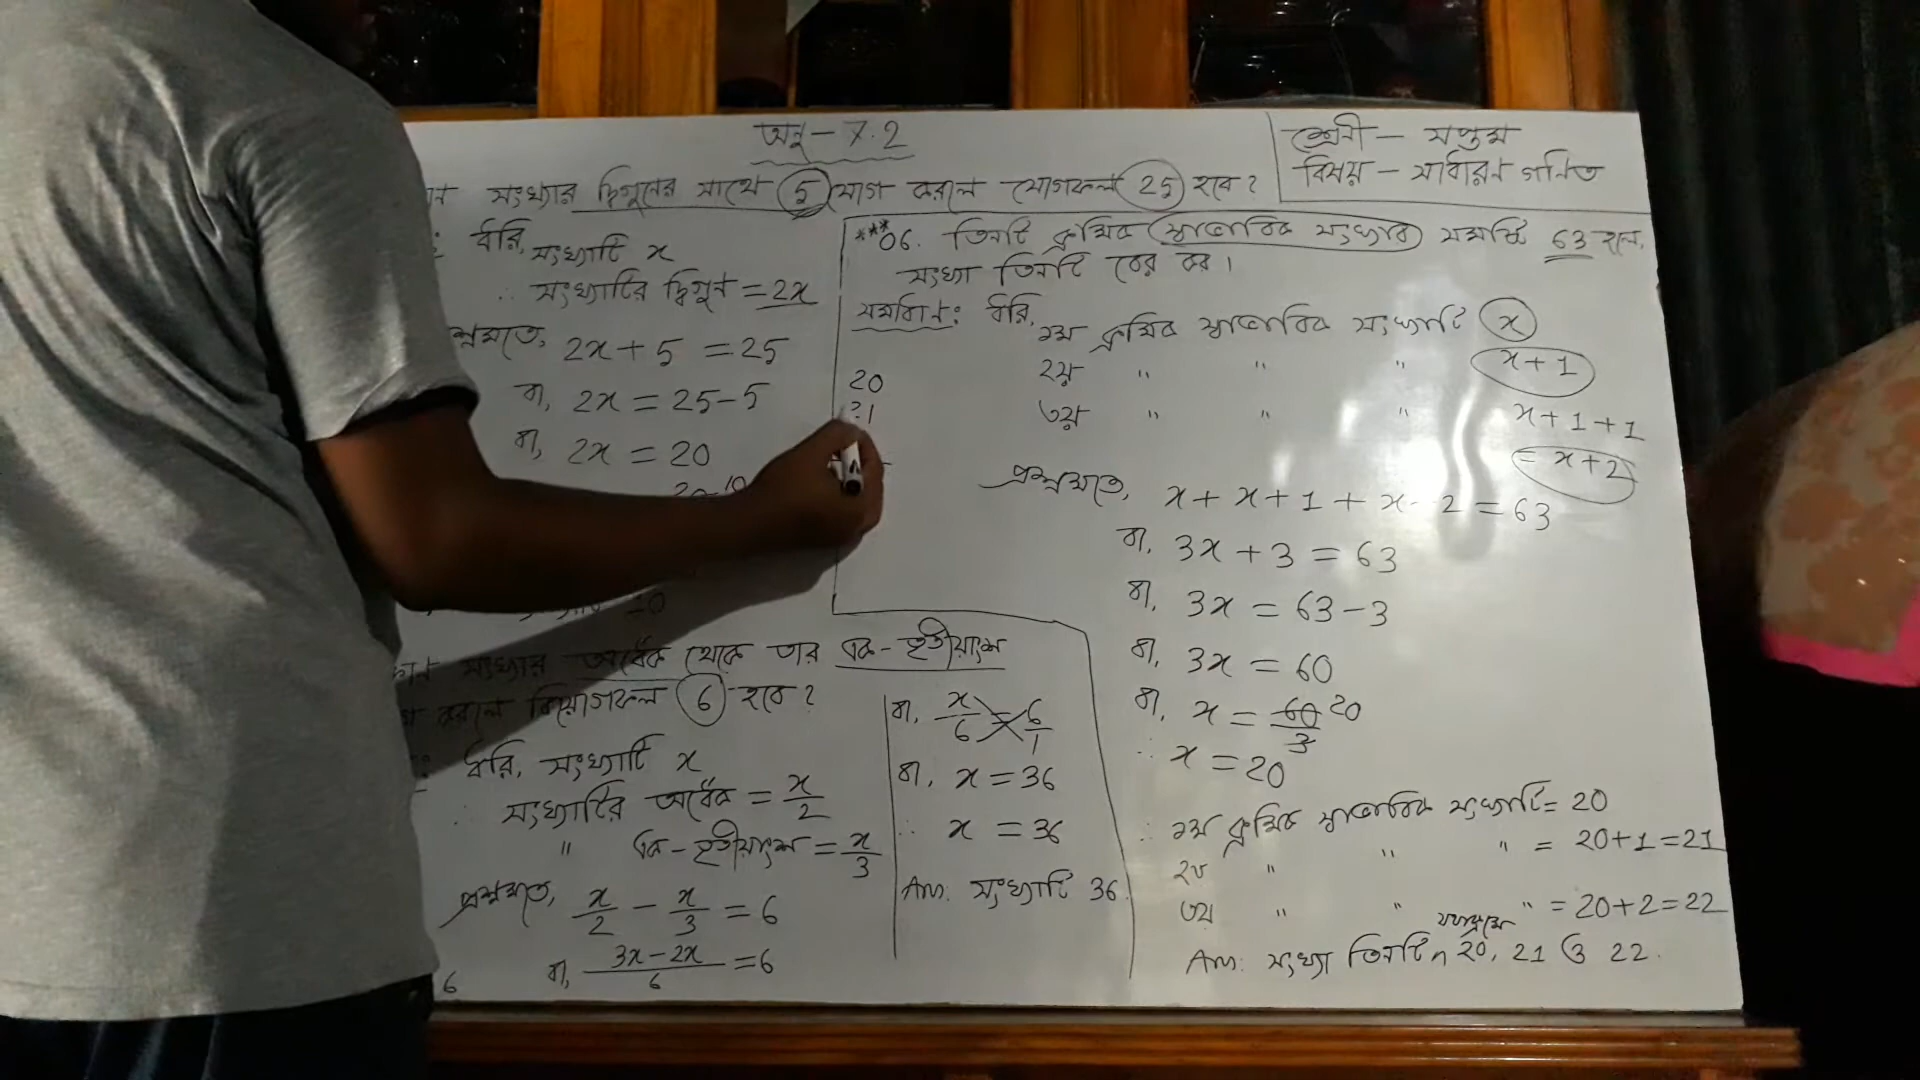 অনু - 7.2
শ্রেনী - সপ্তম
বিষয় - সাধারন গনিত
সংখ্যার দ্বিগুনের সাথে 5 যোগ করলে যোগফল 25 হবে?
ধরি, সংখ্যাটি x
∴ সংখ্যাটির দ্বিগুন = 2x
প্রশ্নমতে, 2x + 5 = 25
বা, 2x = 25 - 5
বা, 2x = 20
সংখ্যার অর্ধেক থেকে তার এক-তৃতীয়াংশ
করলে বিয়োগফল 6 হবে?
ধরি, সংখ্যাটি x
∴ সংখ্যাটির অর্ধেক = x/2
" এক-তৃতীয়াংশ = x/3
প্রশ্নমতে, x/2 - x/3 = 6
বা, (3x - 2x)/6 = 6
6
বা, x/6 = 6/1
বা, x = 36
∴ x = 36
Ans: সংখ্যাটি 36
***06. তিনটি ক্রমিক স্বাভাবিক সংখ্যার সমষ্টি 63 হলে,
সংখ্যা তিনটি বের কর।
সমাধান: ধরি,
১ম ক্রমিক স্বাভাবিক সংখ্যাটি x
২য় " " " x + 1
৩য় " " " x + 1 + 1
= x + 2
20
21
প্রশ্নমতে, x + x + 1 + x 2 = 63
বা, 3x + 3 = 63
বা, 3x = 63 - 3
বা, 3x = 60
বা, x = 60/3 20
∴ x = 20
∴ ১ম ক্রমিক স্বাভাবিক সংখ্যাটি = 20
২য় " " " = 20 + 1 = 21
৩য় " " " = 20 + 2 = 22
যথাক্রমে
Ans: সংখ্যা তিনটি 20, 21 ও 22.